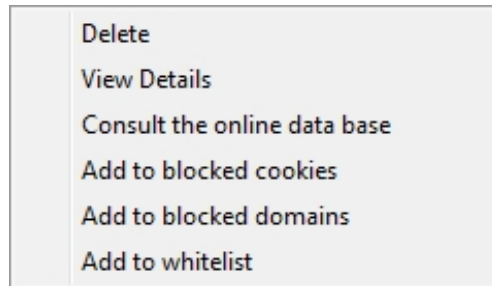 Delete
View Details
Consult the online data base
Add to blocked cookies
Add to blocked domains
Add to whitelist